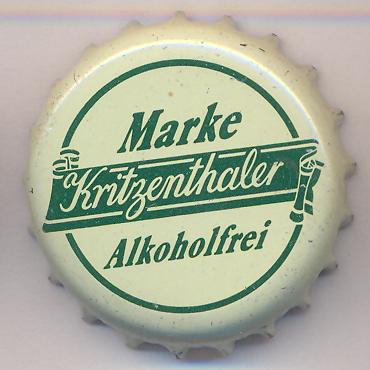 Marke
Kritzenthaler
Alkoholfrei